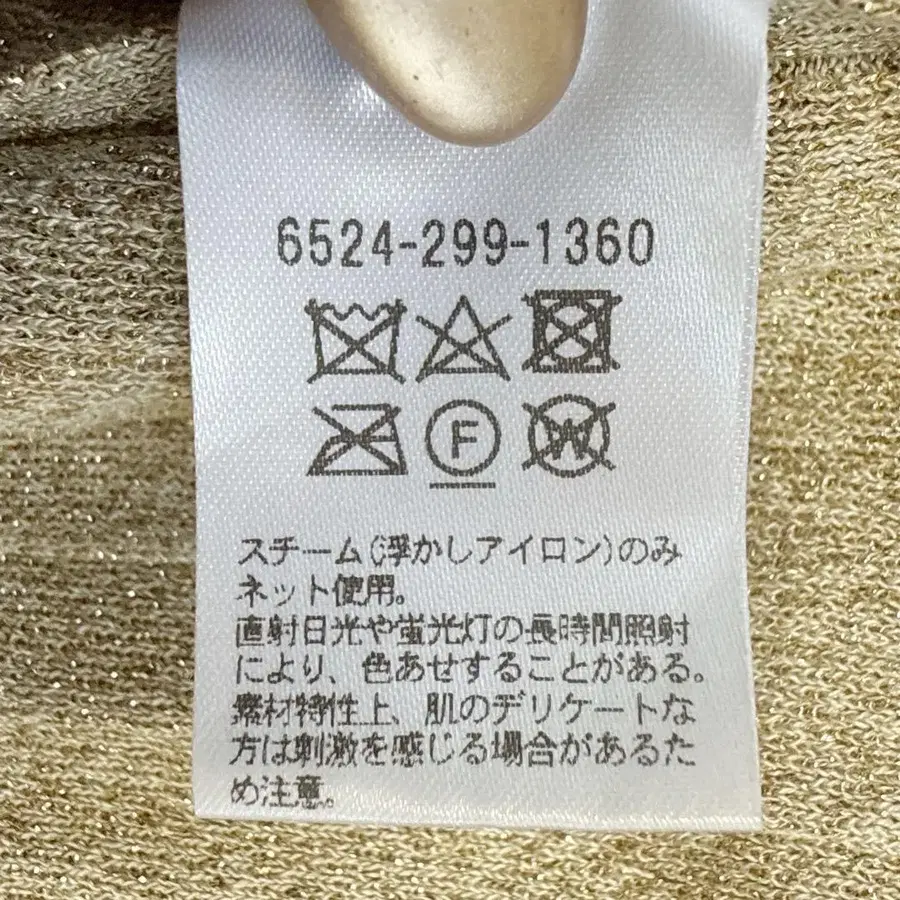 6524-299-1360
F
W
スチーム(浮かしアイロン)のみ
ネット使用。
直射日光や蛍光灯の長時間照射
により、色あせすることがある。
素材特性上、肌のデリケートな
方は刺激を感じる場合があるた
め注意。